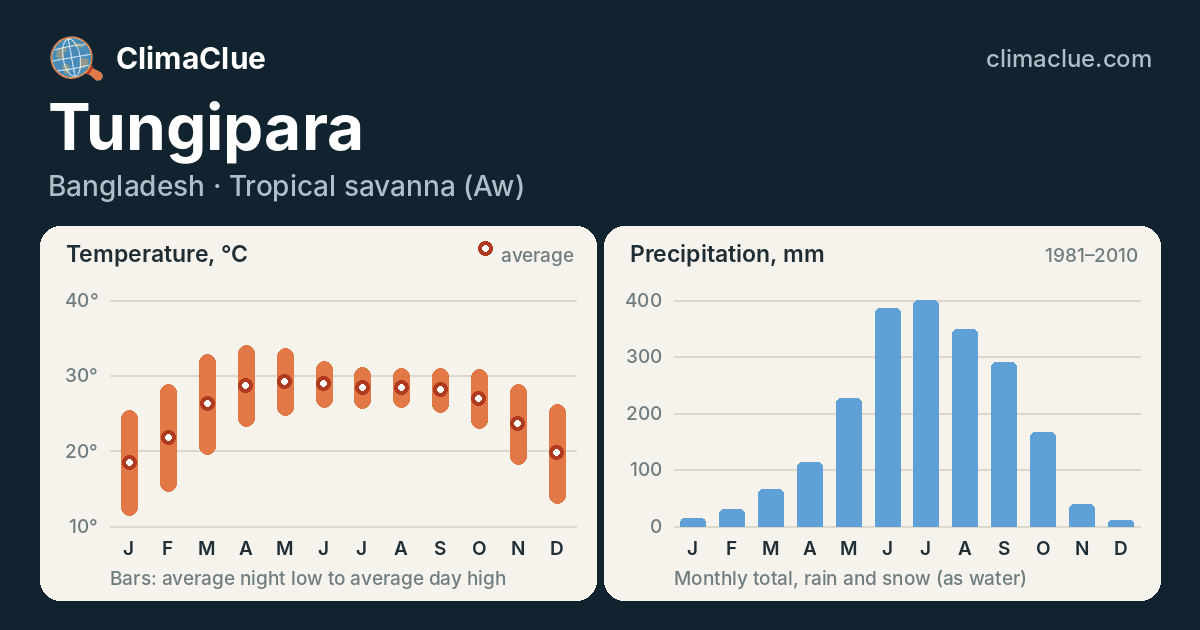 ClimaClue
climaclue.com
Tungipara
Bangladesh · Tropical savanna (Aw)
Temperature, °C
average
40°
30°
20°
10°
J F M A M J J A S O N D
Bars: average night low to average day high
Precipitation, mm
1981–2010
400
300
200
100
0
J F M A M J J A S O N D
Monthly total, rain and snow (as water)